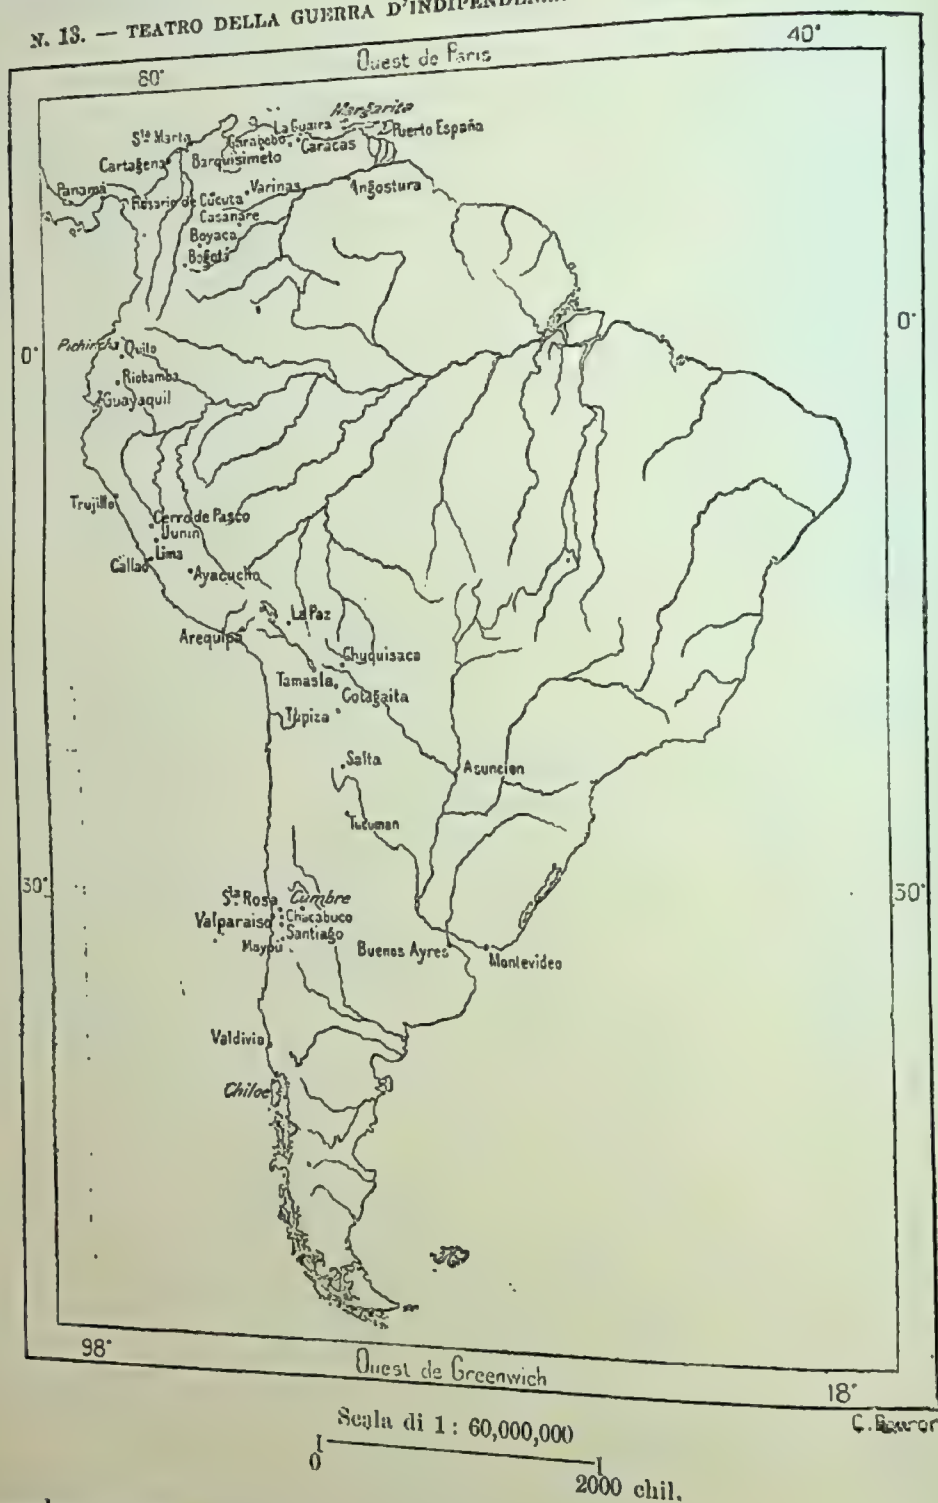 N. 13. — TEATRO DELLA GUERRA
40°
Ouest de Paris
80°
Margarita
La Guaira
Puerto España
Sta Marta
Carabobo
Caracas
Cartagena
Barquisimeto
Panamá
Varinas
Angostura
Rosario de Cúcuta
Casanare
Boyaca
Bogotá
0°
0°
Pichincha
Quito
Riobamba
Guayaquil
Trujillo
Cerro de Pasco
Junin
Lima
Callao
Ayacucho
La Paz
Arequipa
Chuquisaca
Tamasla
Cotagaita
Tupiza
Salta
Asuncion
Tucuman
30°
30°
Sta Rosa
Cumbre
Valparaiso
Chacabuco
Santiago
Maypú
Buenos Ayres
Montevideo
Valdivia
Chiloe
98°
Ouest de Greenwich
18°
Scala di 1 : 60,000,000
0
2000 chil.